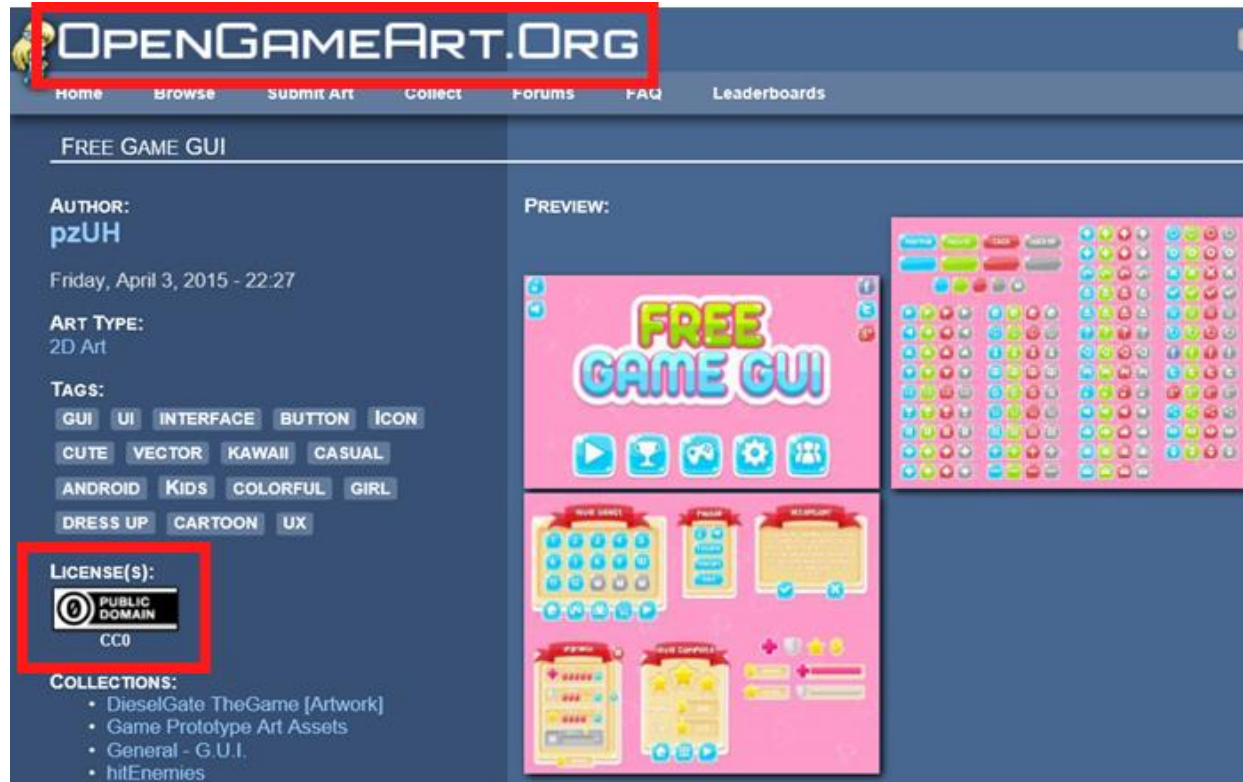 OpenGameArt.Org
Home Browse Submit Art Collect Forums FAQ Leaderboards
Free Game GUI
Author:
pzUH
Friday, April 3, 2015 - 22:27
Art Type:
2D Art
Tags:
GUI UI INTERFACE BUTTON Icon
CUTE VECTOR KAWAII CASUAL
ANDROID Kids COLORFUL GIRL
DRESS UP CARTOON UX
License(s):
PUBLIC
DOMAIN
CC0
Collections:
DieselGate TheGame [Artwork]
Game Prototype Art Assets
General - G.U.I.
hitEnemies
Preview:
FREE
GAME GUI